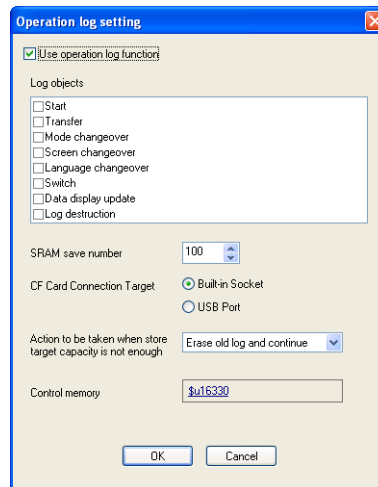 Operation log setting
Use operation log function
Log objects
Start
Transfer
Mode changeover
Screen changeover
Language changeover
Switch
Data display update
Log destruction
SRAM save number
100
CF Card Connection Target
Built-in Socket
USB Port
Action to be taken when store
target capacity is not enough
Erase old log and continue
Control memory
$u16330
OK
Cancel